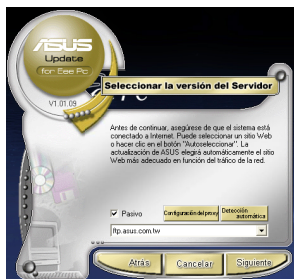 ASUS
Update
for Eee Pc
V1.01.09
Seleccionar la versión del Servidor
Antes de continuar, asegúrese de que el sistema está
conectado a Internet. Puede seleccionar un sitio Web
o hacer clic en el botón "Autoseleccionar". La
actualización de ASUS elegirá automáticamente el sitio
Web más adecuado en función del tráfico de la red.
Pasivo
Configuración del proxy
Detección
automática
ftp.asus.com.tw
Atrás
Cancelar
Siguiente